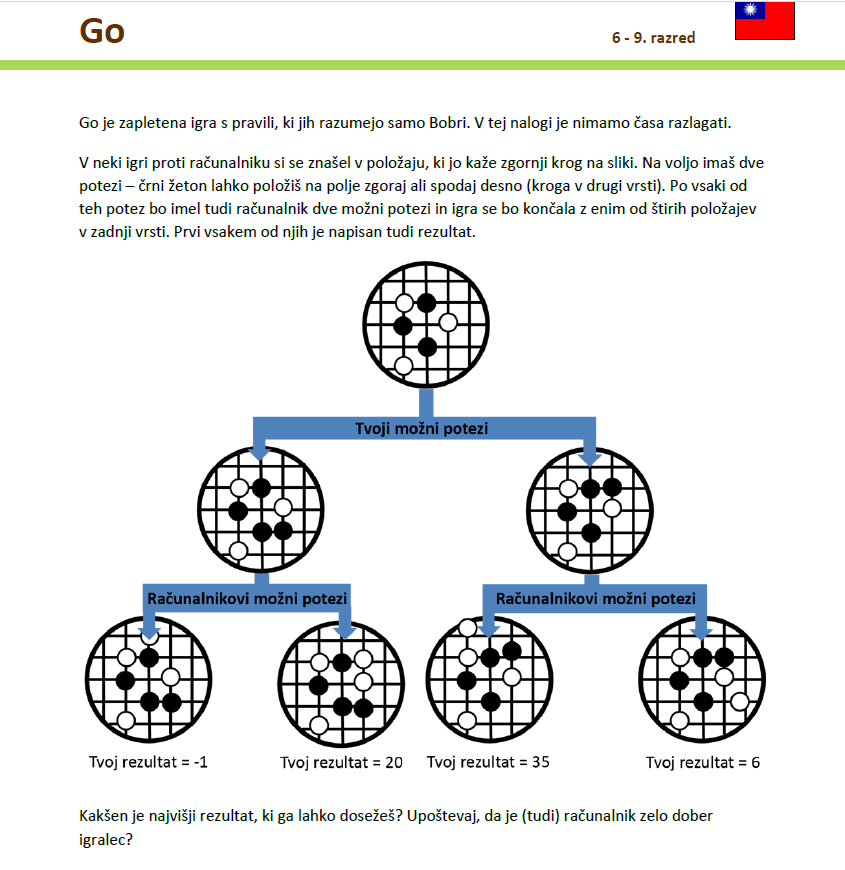 Go
6 - 9. razred
Go je zapletena igra s pravili, ki jih razumejo samo Bobri. V tej nalogi je nimamo časa razlagati.
V neki igri proti računalniku si se znašel v položaju, ki jo kaže zgornji krog na sliki. Na voljo imaš dve
potezi – črni žeton lahko položiš na polje zgoraj ali spodaj desno (kroga v drugi vrsti). Po vsaki od
teh potez bo imel tudi računalnik dve možni potezi in igra se bo končala z enim od štirih položajev
v zadnji vrsti. Prvi vsakem od njih je napisan tudi rezultat.
Tvoji možni potezi
Računalnikovi možni potezi
Računalnikovi možni potezi
Tvoj rezultat = -1
Tvoj rezultat = 20
Tvoj rezultat = 35
Tvoj rezultat = 6
Kakšen je najvišji rezultat, ki ga lahko dosežeš? Upoštevaj, da je (tudi) računalnik zelo dober
igralec?